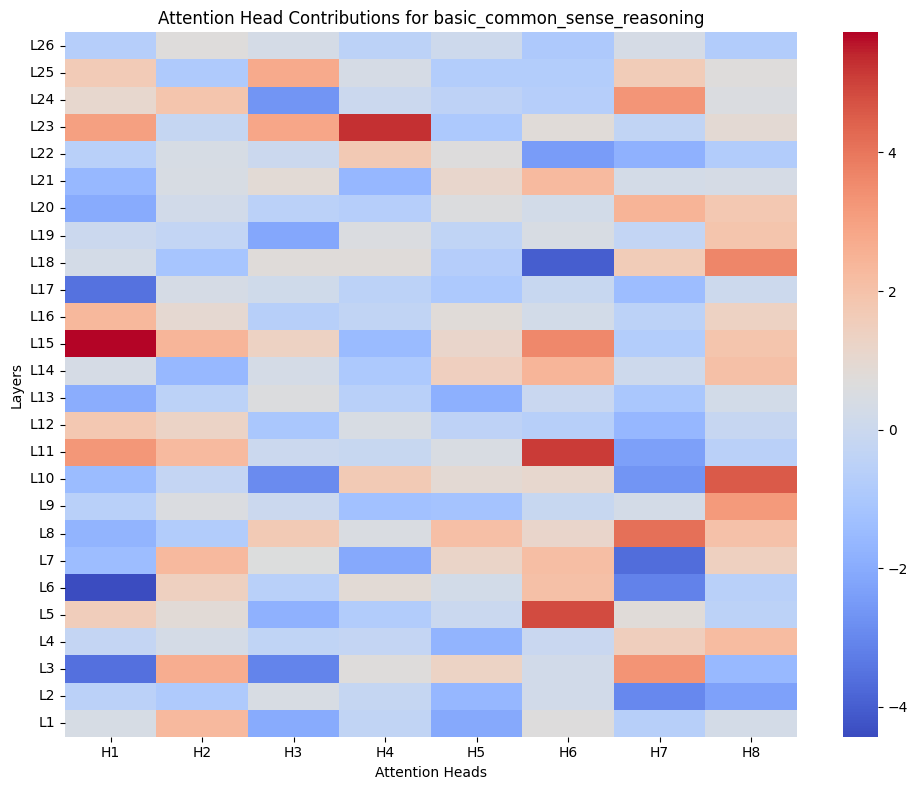 Attention Head Contributions for basic_common_sense_reasoning
Layers
L26
L25
L24
L23
L22
L21
L20
L19
L18
L17
L16
L15
L14
L13
L12
L11
L10
L9
L8
L7
L6
L5
L4
L3
L2
L1
H1 H2 H3 H4 H5 H6 H7 H8
Attention Heads
4
2
0
−2
−4